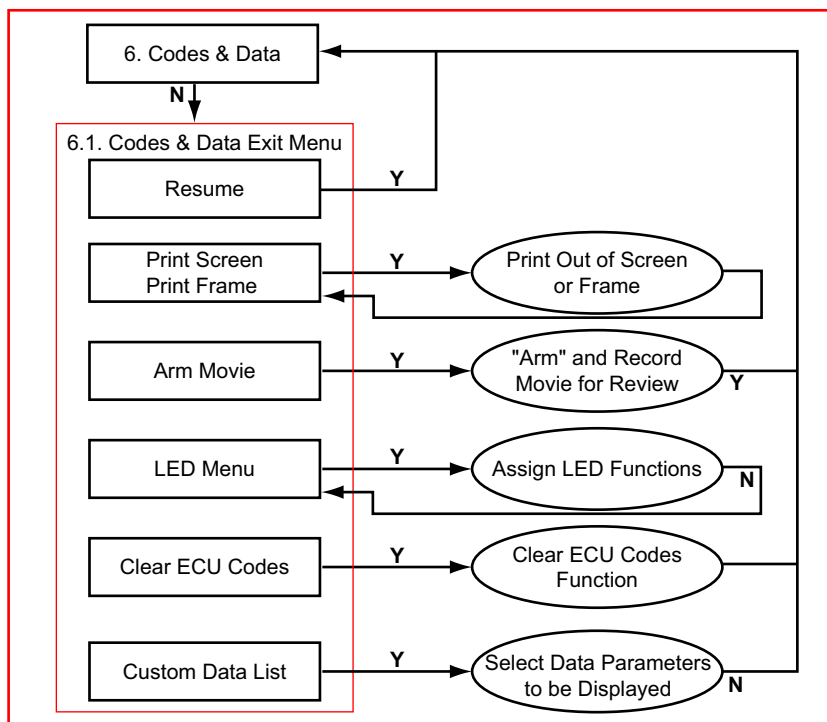 6. Codes & Data
N
6.1. Codes & Data Exit Menu
Resume
Y
Print Screen
Print Frame
Y
Print Out of Screen
or Frame
Arm Movie
Y
"Arm" and Record
Movie for Review
Y
LED Menu
Y
Assign LED Functions
N
Clear ECU Codes
Y
Clear ECU Codes
Function
Custom Data List
Y
Select Data Parameters
to be Displayed
N